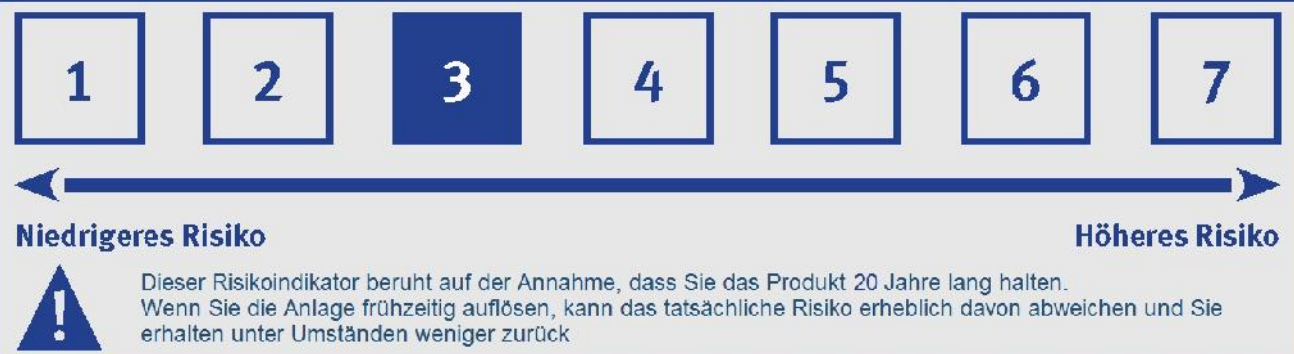 1 2 3 4 5 6 7
Niedrigeres Risiko Höheres Risiko
!
Dieser Risikoindikator beruht auf der Annahme, dass Sie das Produkt 20 Jahre lang halten.
Wenn Sie die Anlage frühzeitig auflösen, kann das tatsächliche Risiko erheblich davon abweichen und Sie
erhalten unter Umständen weniger zurück